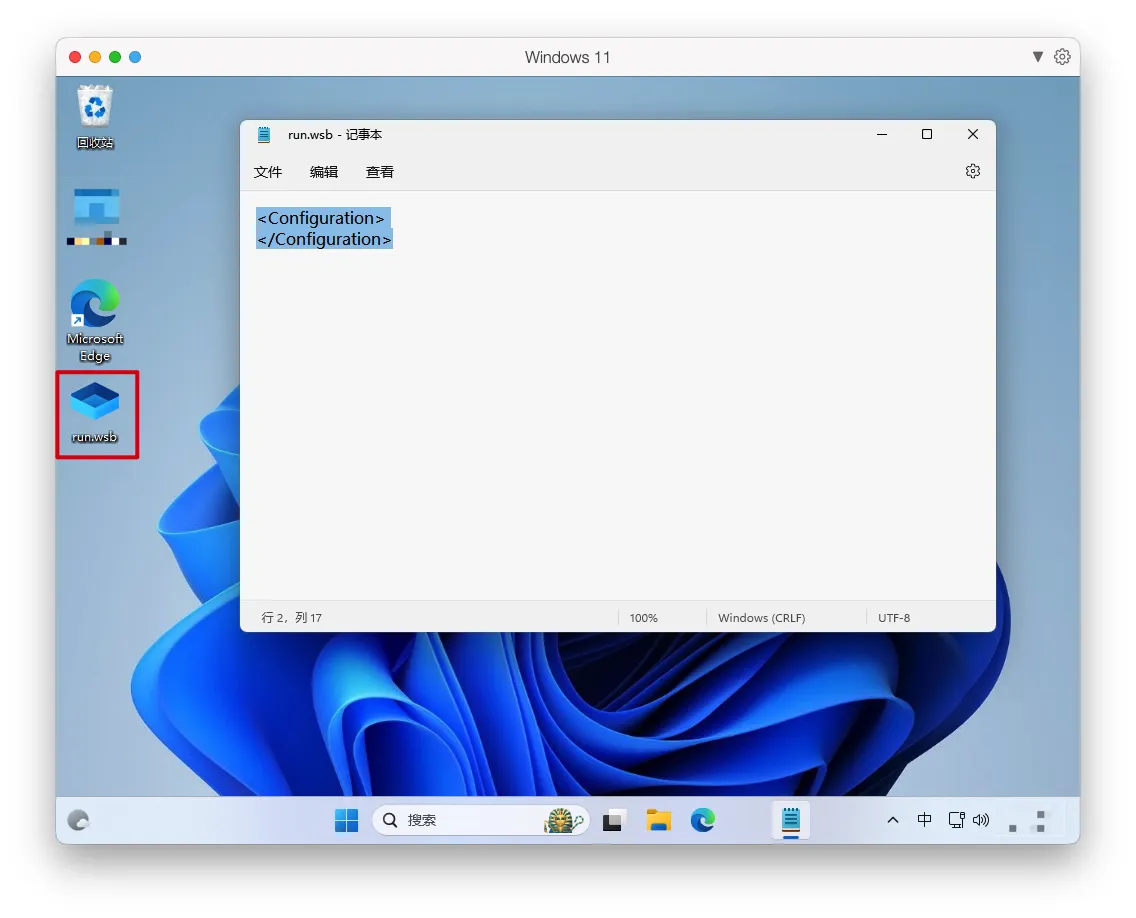 Windows 11
回收站
Microsoft
Edge
run.wsb
run.wsb - 记事本
文件 编辑 查看
<Configuration>
</Configuration>
行 2，列 17 100% Windows (CRLF) UTF-8
搜索
中